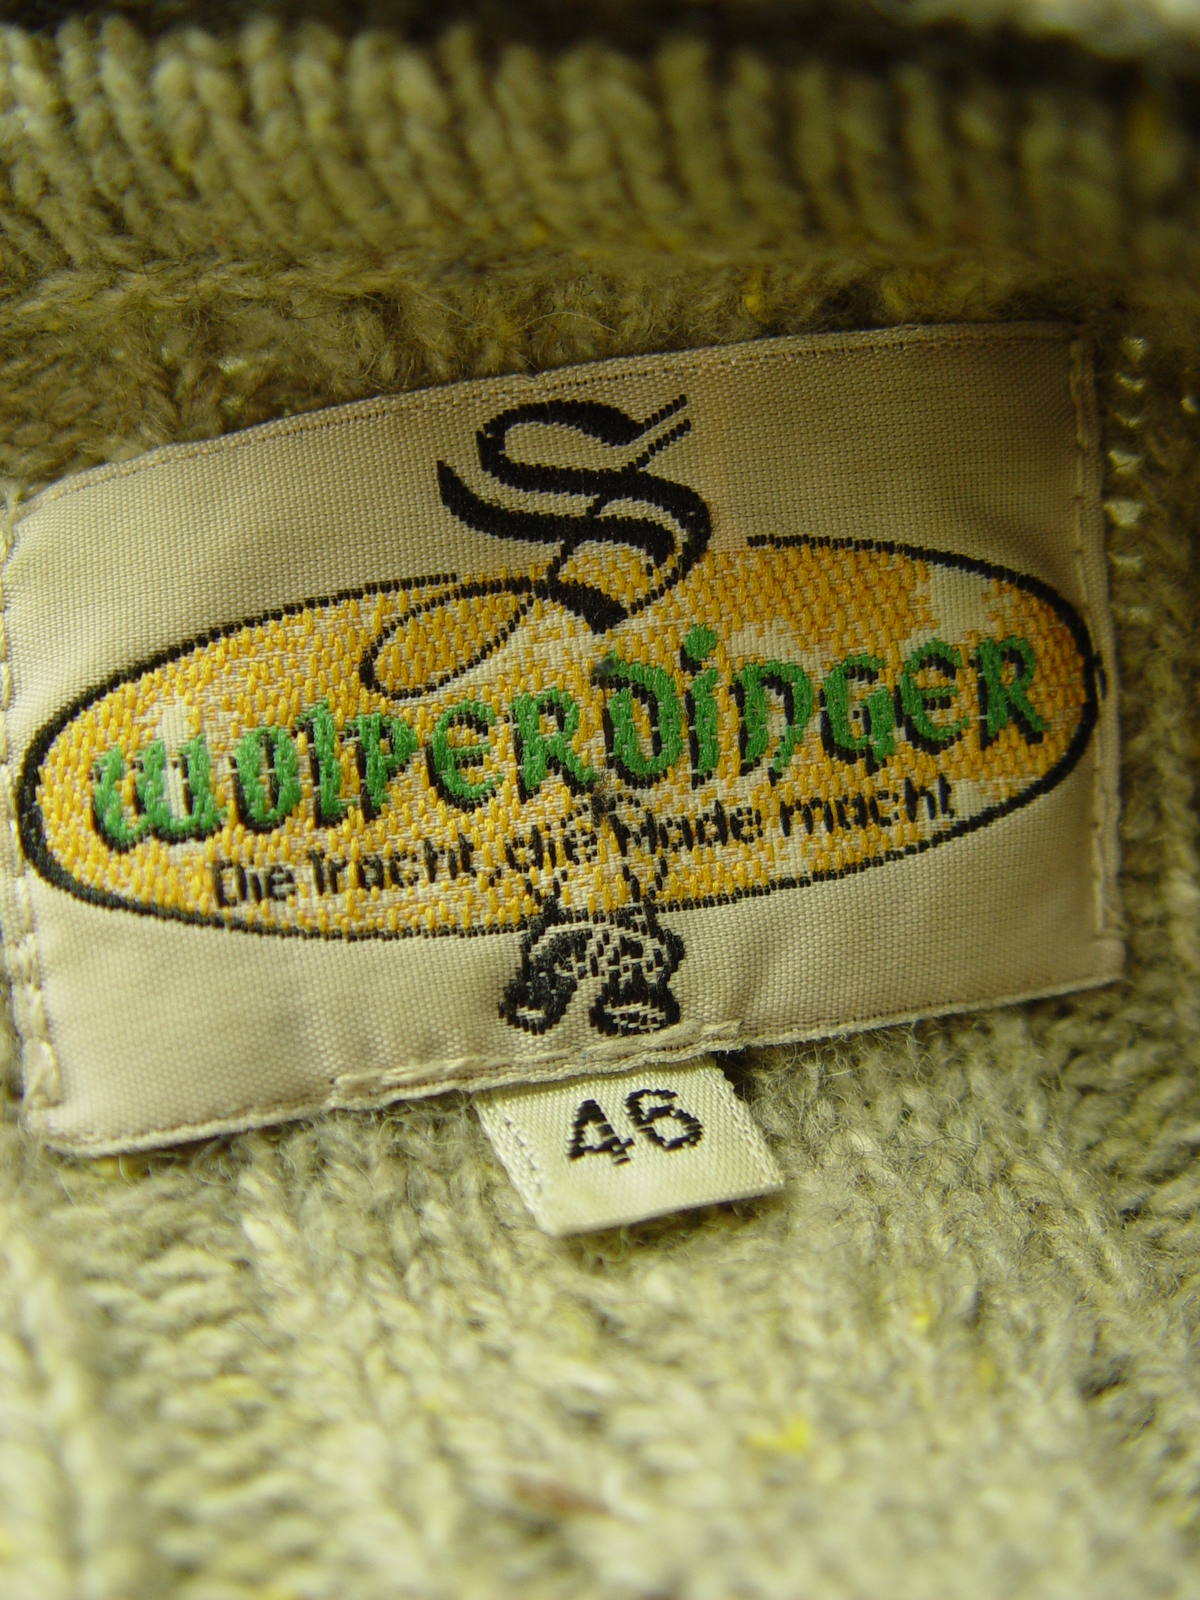 S
WOLPERDINGER
Die Tracht, die Mode macht
46